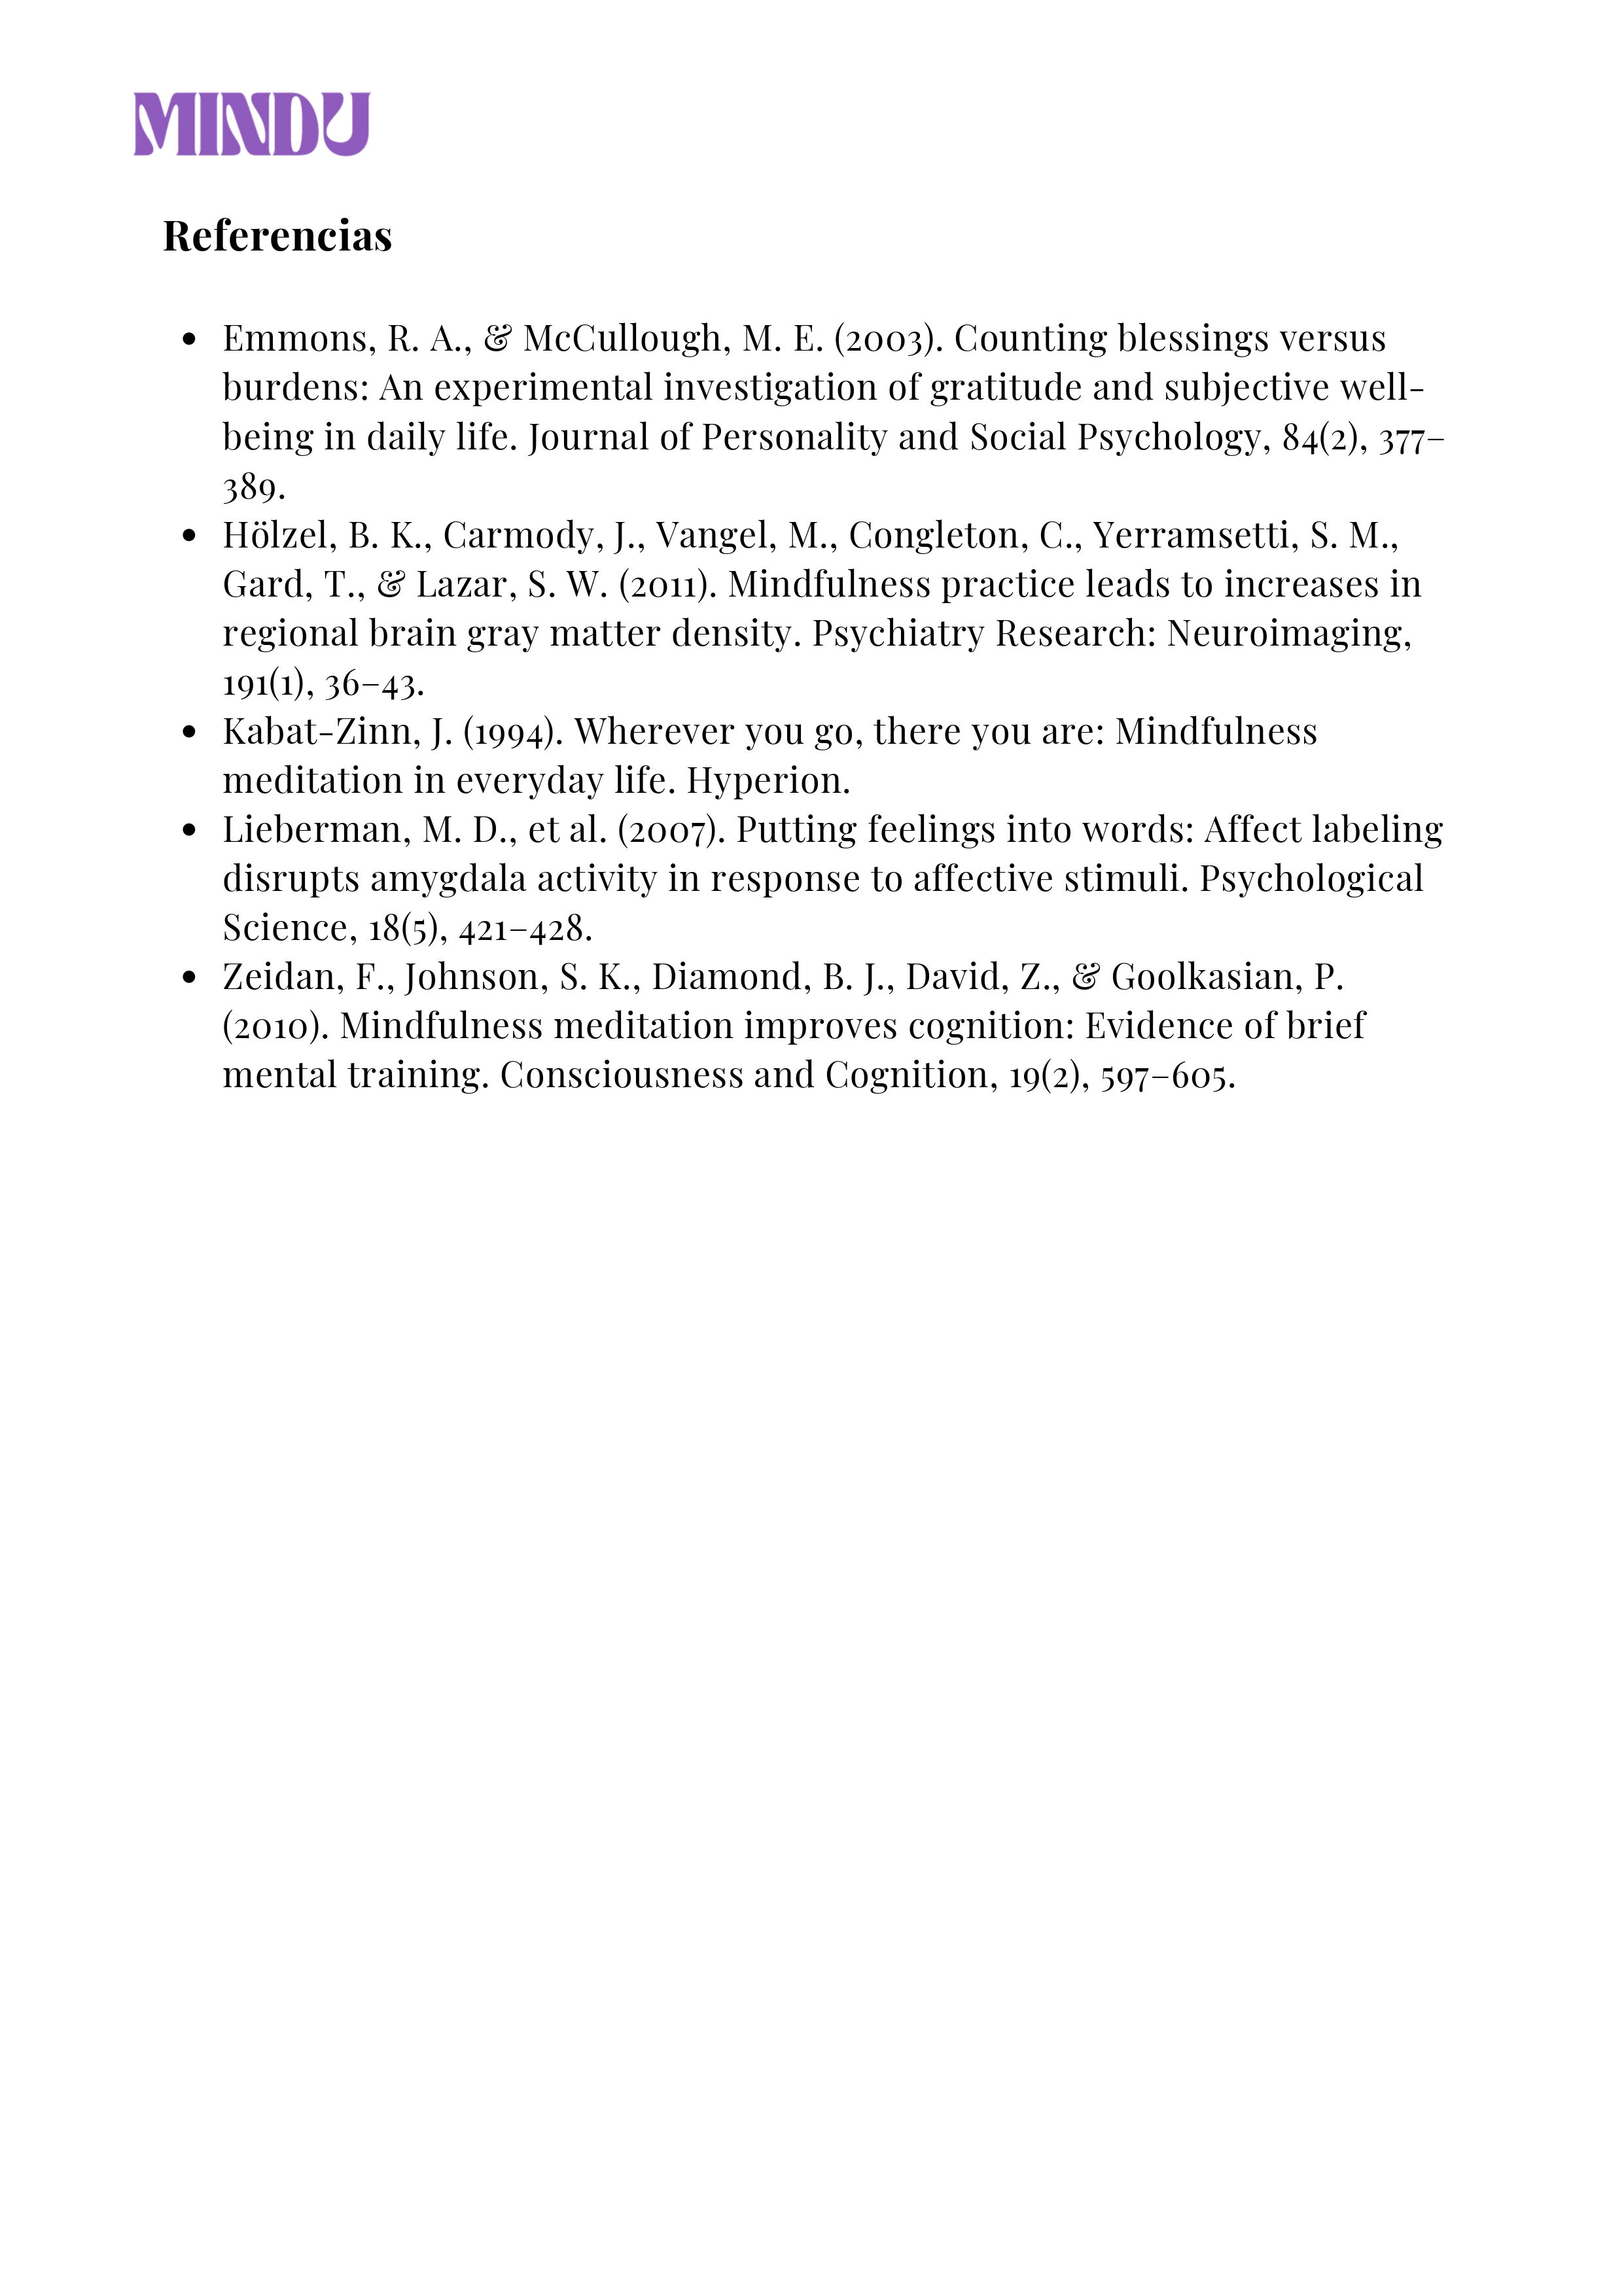 MINDU
Referencias
• Emmons, R. A., & McCullough, M. E. (2003). Counting blessings versus
burdens: An experimental investigation of gratitude and subjective well-
being in daily life. Journal of Personality and Social Psychology, 84(2), 377–
389.
• Hölzel, B. K., Carmody, J., Vangel, M., Congleton, C., Yerramsetti, S. M.,
Gard, T., & Lazar, S. W. (2011). Mindfulness practice leads to increases in
regional brain gray matter density. Psychiatry Research: Neuroimaging,
191(1), 36–43.
• Kabat-Zinn, J. (1994). Wherever you go, there you are: Mindfulness
meditation in everyday life. Hyperion.
• Lieberman, M. D., et al. (2007). Putting feelings into words: Affect labeling
disrupts amygdala activity in response to affective stimuli. Psychological
Science, 18(5), 421–428.
• Zeidan, F., Johnson, S. K., Diamond, B. J., David, Z., & Goolkasian, P.
(2010). Mindfulness meditation improves cognition: Evidence of brief
mental training. Consciousness and Cognition, 19(2), 597–605.